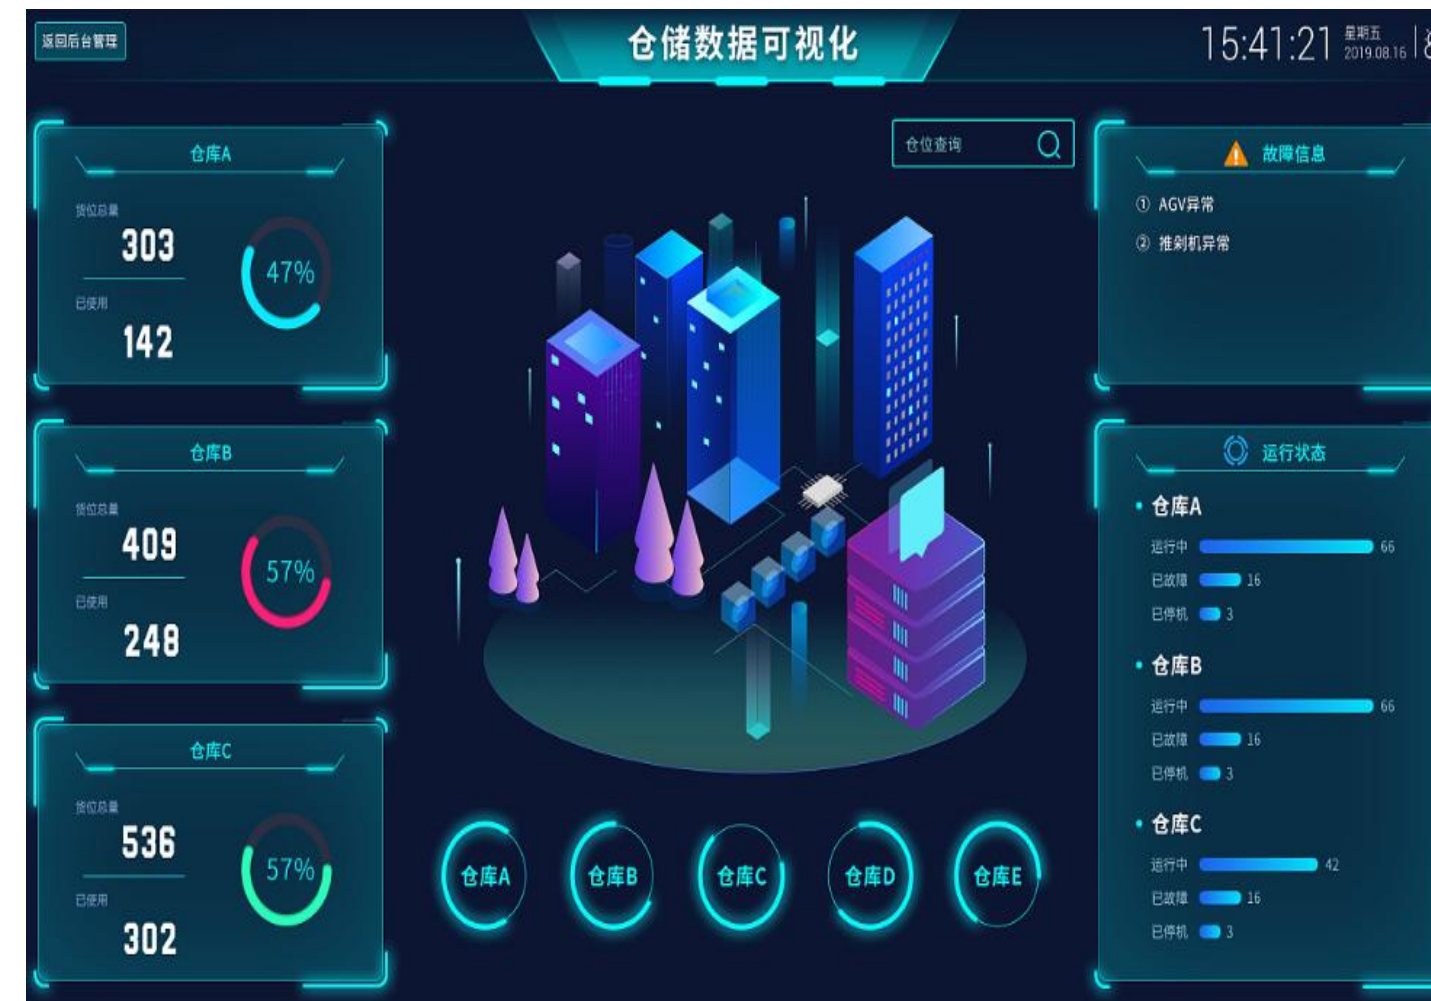 返回后台管理
仓储数据可视化
15:41:21
星期五
2019.08.16
仓库A
货位总量
303
已使用
142
47%
仓库B
货位总量
409
已使用
248
57%
仓库C
货位总量
536
已使用
302
57%
仓位查询
仓库A
仓库B
仓库C
仓库D
仓库E
故障信息
① AGV异常
② 推剁机异常
运行状态
仓库A
运行中 66
已故障 16
已停机 3
仓库B
运行中 66
已故障 16
已停机 3
仓库C
运行中 42
已故障 16
已停机 3